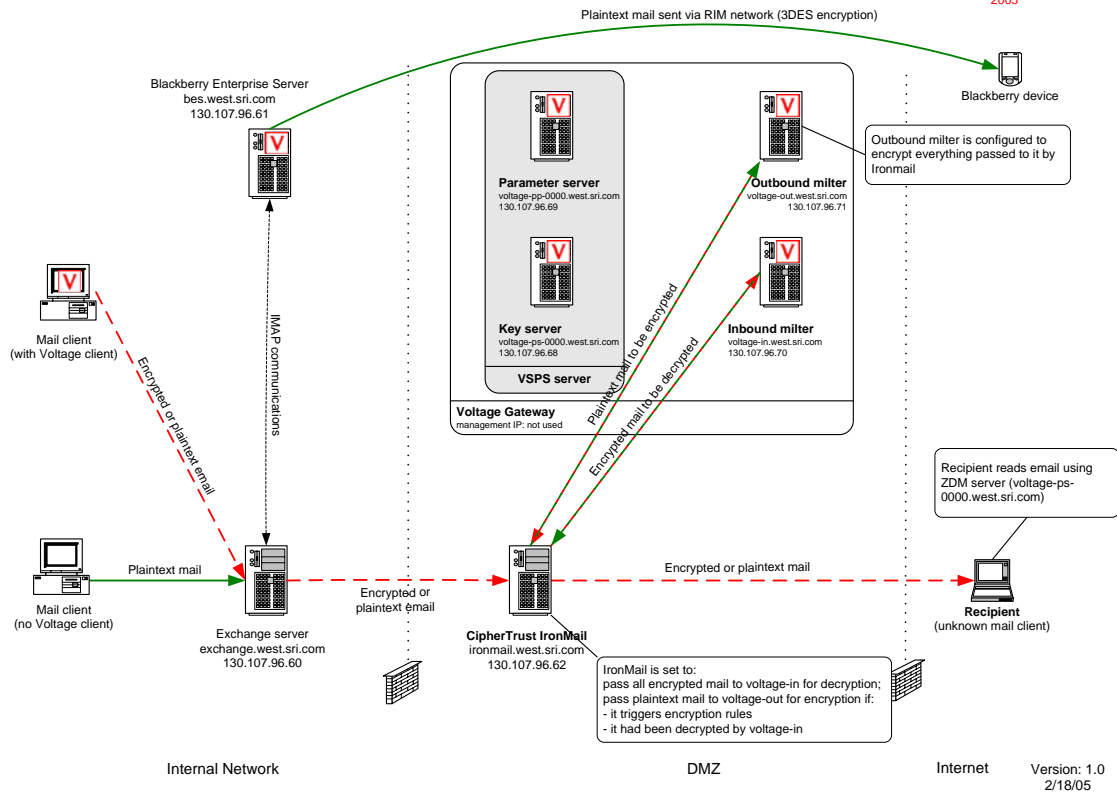 2005
Plaintext mail sent via RIM network (3DES encryption)
Blackberry Enterprise Server
bes.west.sri.com
130.107.96.61
V
Blackberry device
V
V
Outbound milter is configured to
encrypt everything passed to it by
Ironmail
Parameter server
voltage-pp-0000.west.sri.com
130.107.96.69
Outbound milter
voltage-out.west.sri.com
130.107.96.71
V
V
V
Mail client
(with Voltage client)
Key server
voltage-ps-0000.west.sri.com
130.107.96.68
Inbound milter
voltage-in.west.sri.com
130.107.96.70
VSPS server
Voltage Gateway
management IP: not used
IMAP communications
Encrypted or plaintext email
Plaintext mail to be encrypted
Encrypted mail to be decrypted
Recipient reads email using
ZDM server (voltage-ps-
0000.west.sri.com)
Plaintext mail
Mail client
(no Voltage client)
Encrypted or
plaintext email
Encrypted or plaintext mail
Recipient
(unknown mail client)
Exchange server
exchange.west.sri.com
130.107.96.60
CipherTrust IronMail
ironmail.west.sri.com
130.107.96.62
IronMail is set to:
pass all encrypted mail to voltage-in for decryption;
pass plaintext mail to voltage-out for encryption if:
- it triggers encryption rules
- it had been decrypted by voltage-in
Internal Network
DMZ
Internet
Version: 1.0
2/18/05